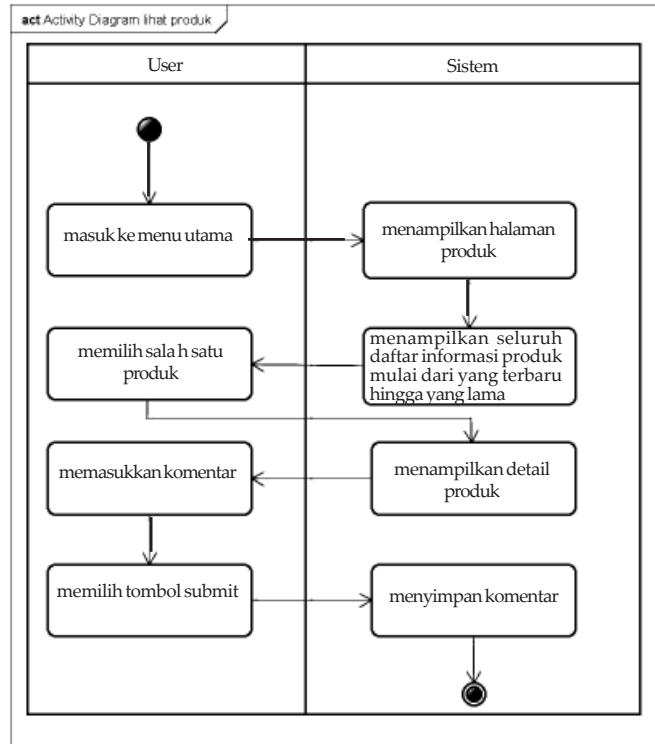 act Activity Diagram lihat produk
User
Sistem
masuk ke menu utama
menampilkan halaman
produk
menampilkan seluruh
daftar informasi produk
mulai dari yang terbaru
hingga yang lama
memilih sala h satu
produk
menampilkan detail
produk
memasukkan komentar
memilih tombol submit
menyimpan komentar